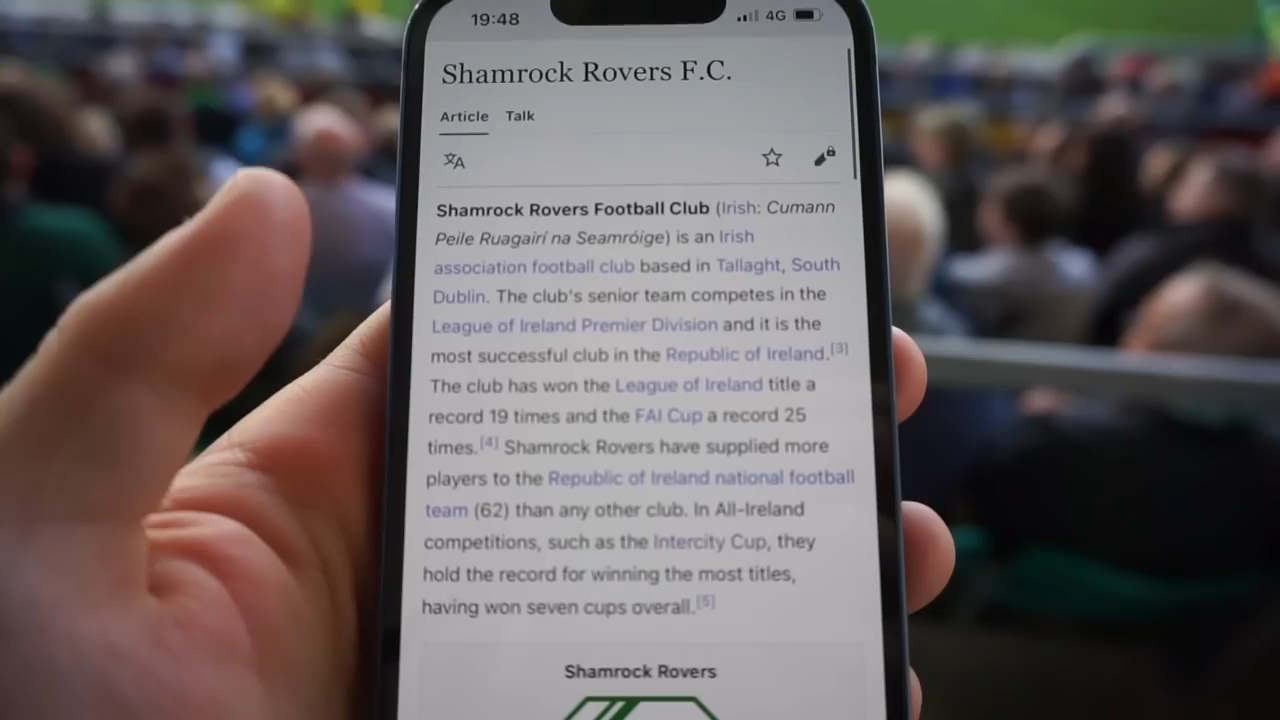 19:48 4G
Shamrock Rovers F.C.
Article Talk
Shamrock Rovers Football Club (Irish: Cumann
Peile Ruagairí na Seamróige) is an Irish
association football club based in Tallaght, South
Dublin. The club's senior team competes in the
League of Ireland Premier Division and it is the
most successful club in the Republic of Ireland.[3]
The club has won the League of Ireland title a
record 19 times and the FAI Cup a record 25
times.[4] Shamrock Rovers have supplied more
players to the Republic of Ireland national football
team (62) than any other club. In All-Ireland
competitions, such as the Intercity Cup, they
hold the record for winning the most titles,
having won seven cups overall.[5]
Shamrock Rovers